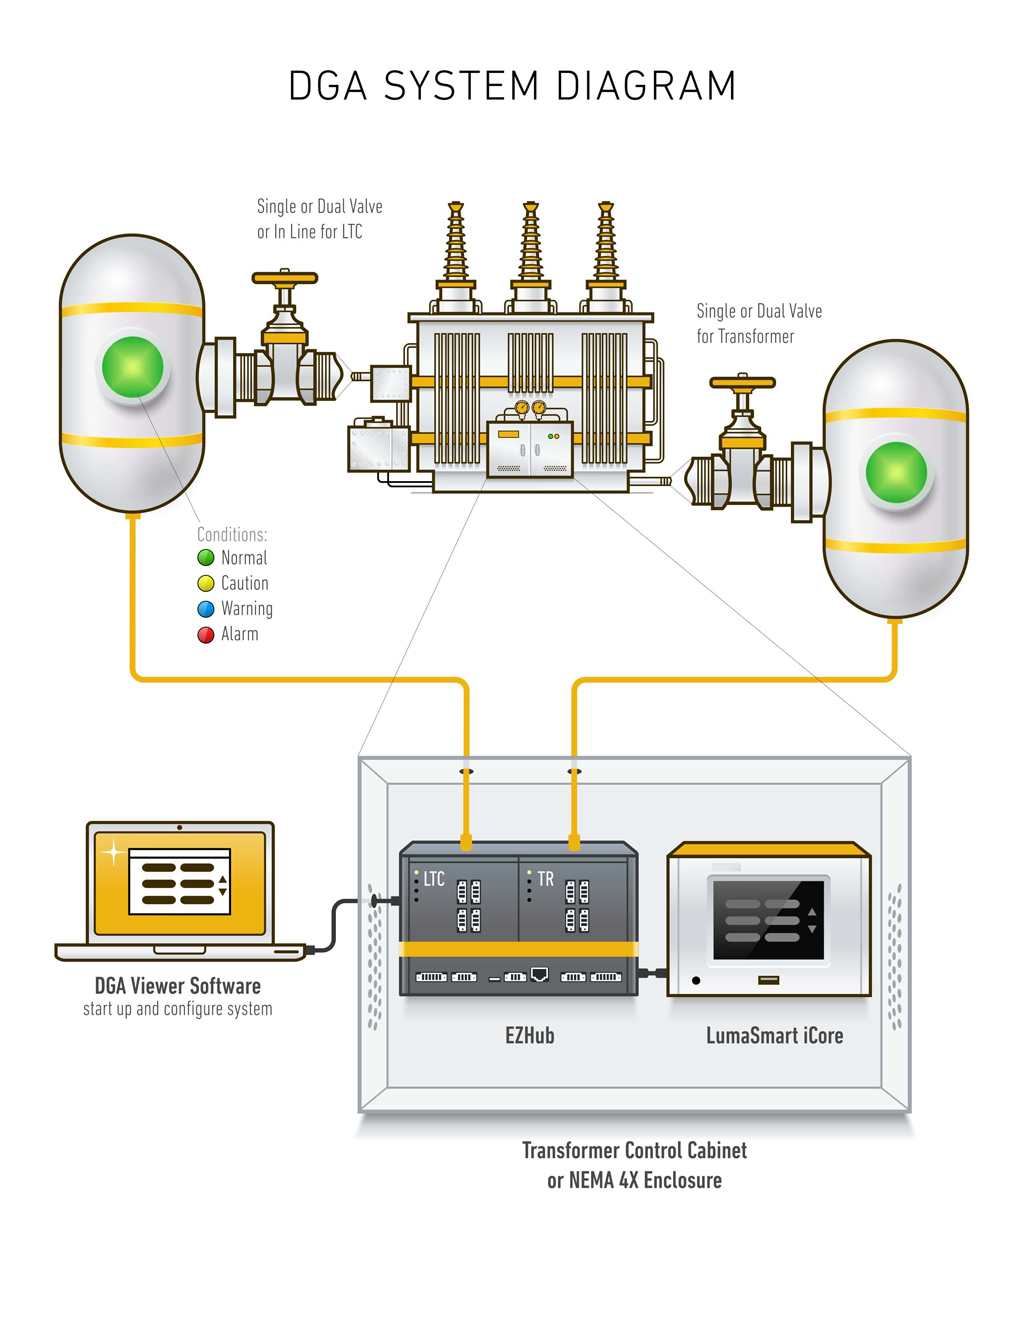 DGA SYSTEM DIAGRAM
Single or Dual Valve
or In Line for LTC
Single or Dual Valve
for Transformer
Conditions:
Normal
Caution
Warning
Alarm
LTC
TR
DGA Viewer Software
start up and configure system
EZHub
LumaSmart iCore
Transformer Control Cabinet
or NEMA 4X Enclosure